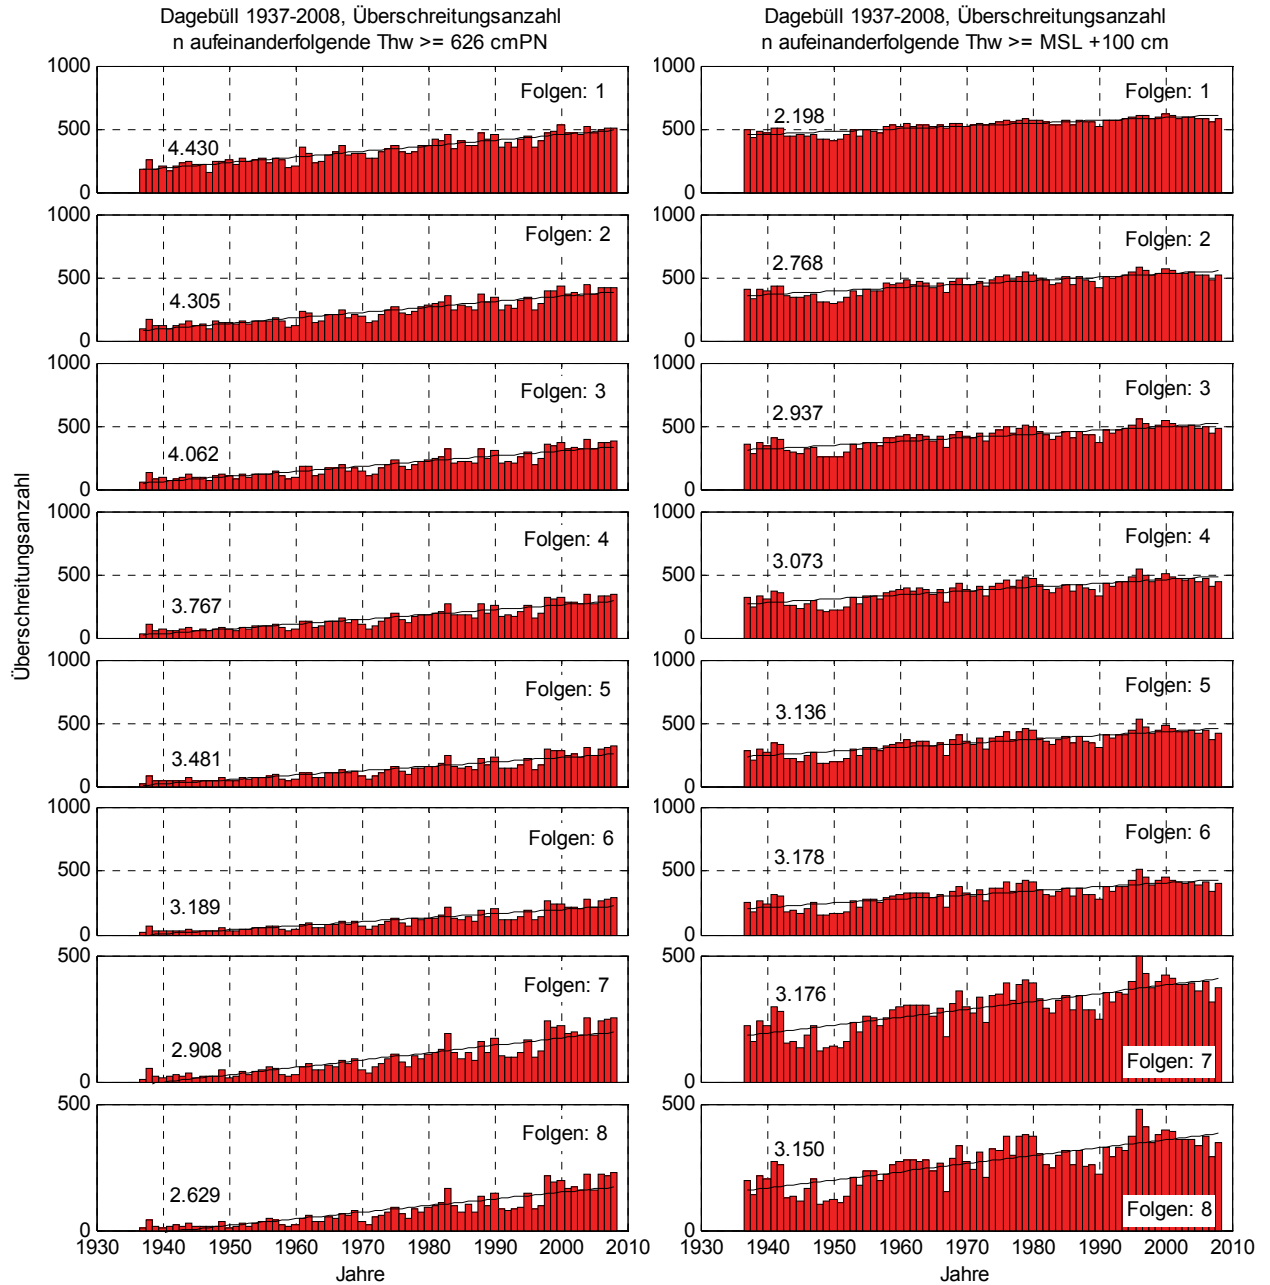 Dagebüll 1937-2008, Überschreitungsanzahl
n aufeinanderfolgende Thw >= 626 cmPN
Dagebüll 1937-2008, Überschreitungsanzahl
n aufeinanderfolgende Thw >= MSL +100 cm
Überschreitungsanzahl
1000
500
0
Folgen: 1
4.430
1000
500
0
Folgen: 1
2.198
1000
500
0
Folgen: 2
4.305
1000
500
0
Folgen: 2
2.768
1000
500
0
Folgen: 3
4.062
1000
500
0
Folgen: 3
2.937
1000
500
0
Folgen: 4
3.767
1000
500
0
Folgen: 4
3.073
1000
500
0
Folgen: 5
3.481
1000
500
0
Folgen: 5
3.136
1000
500
0
Folgen: 6
3.189
1000
500
0
Folgen: 6
3.178
500
0
Folgen: 7
2.908
500
0
3.176
Folgen: 7
500
0
Folgen: 8
2.629
500
0
3.150
Folgen: 8
1930 1940 1950 1960 1970 1980 1990 2000 2010
1930 1940 1950 1960 1970 1980 1990 2000 2010
Jahre
Jahre